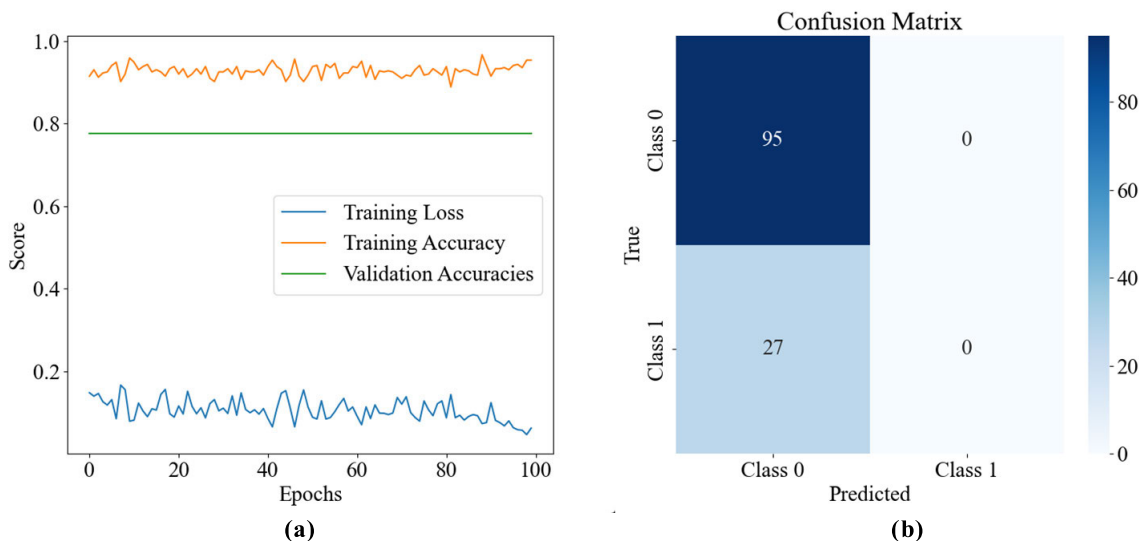 1.0
0.8
0.6
0.4
0.2
Score
Training Loss
Training Accuracy
Validation Accuracies
0 20 40 60 80 100
Epochs
(a)
Confusion Matrix
True
Class 0
95 0
Class 1
27 0
Class 0 Class 1
Predicted
80
60
40
20
0
(b)